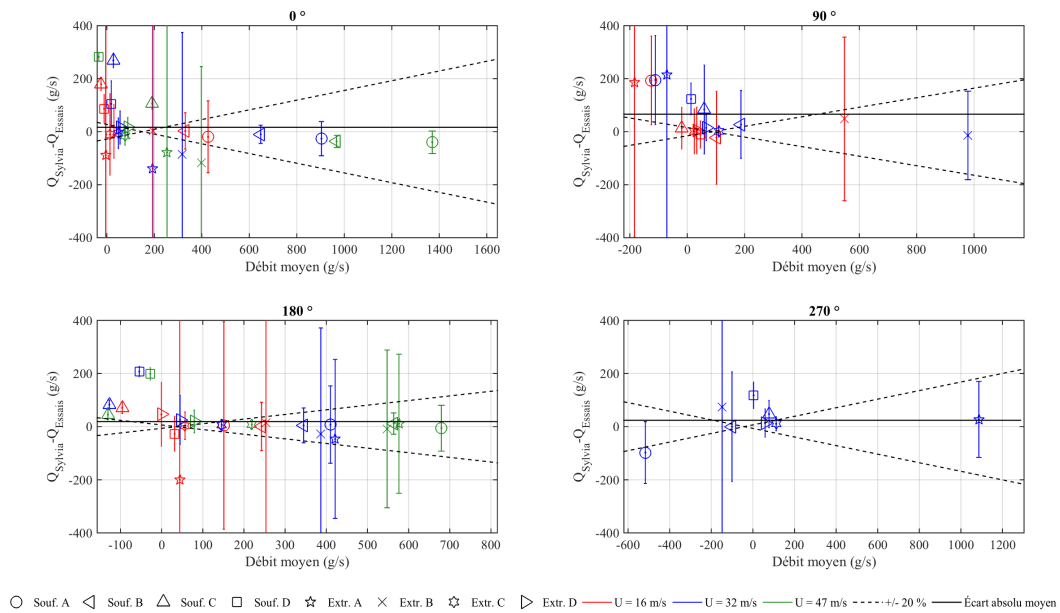 0 °
400
200
0
-200
-400
Q_Sylvia-Q_Essais (g/s)
0 200 400 600 800 1000 1200 1400 1600
Débit moyen (g/s)
90 °
400
200
0
-200
-400
Q_Sylvia-Q_Essais (g/s)
-200 0 200 400 600 800 1000
Débit moyen (g/s)
180 °
400
200
0
-200
-400
Q_Sylvia-Q_Essais (g/s)
-100 0 100 200 300 400 500 600 700 800
Débit moyen (g/s)
270 °
400
200
0
-200
-400
Q_Sylvia-Q_Essais (g/s)
-600 -400 -200 0 200 400 600 800 1000 1200
Débit moyen (g/s)
Souf. A Souf. B Souf. C Souf. D Extr. A Extr. B Extr. C Extr. D U = 16 m/s U = 32 m/s U = 47 m/s +/- 20 % Écart absolu moyen